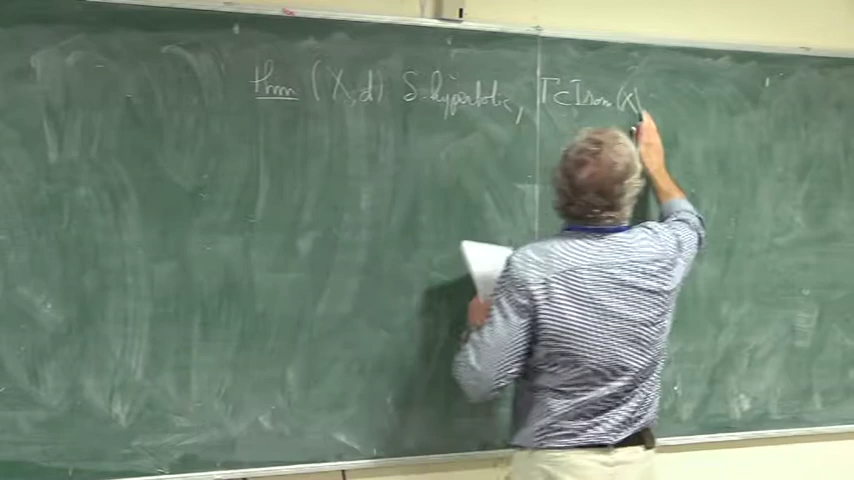 Thm (X,d) δ-hyperbolic, Γ⊂Isom(X)